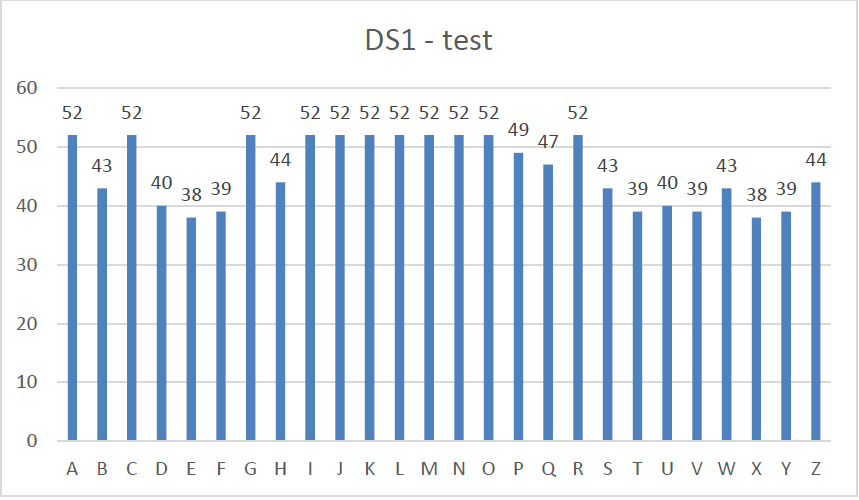 DS1 - test
60
50
40
30
20
10
0
52 43 52 40 38 39 52 44 52 52 52 52 52 52 52 49 47 52 43 39 40 39 43 38 39 44
A B C D E F G H I J K L M N O P Q R S T U V W X Y Z